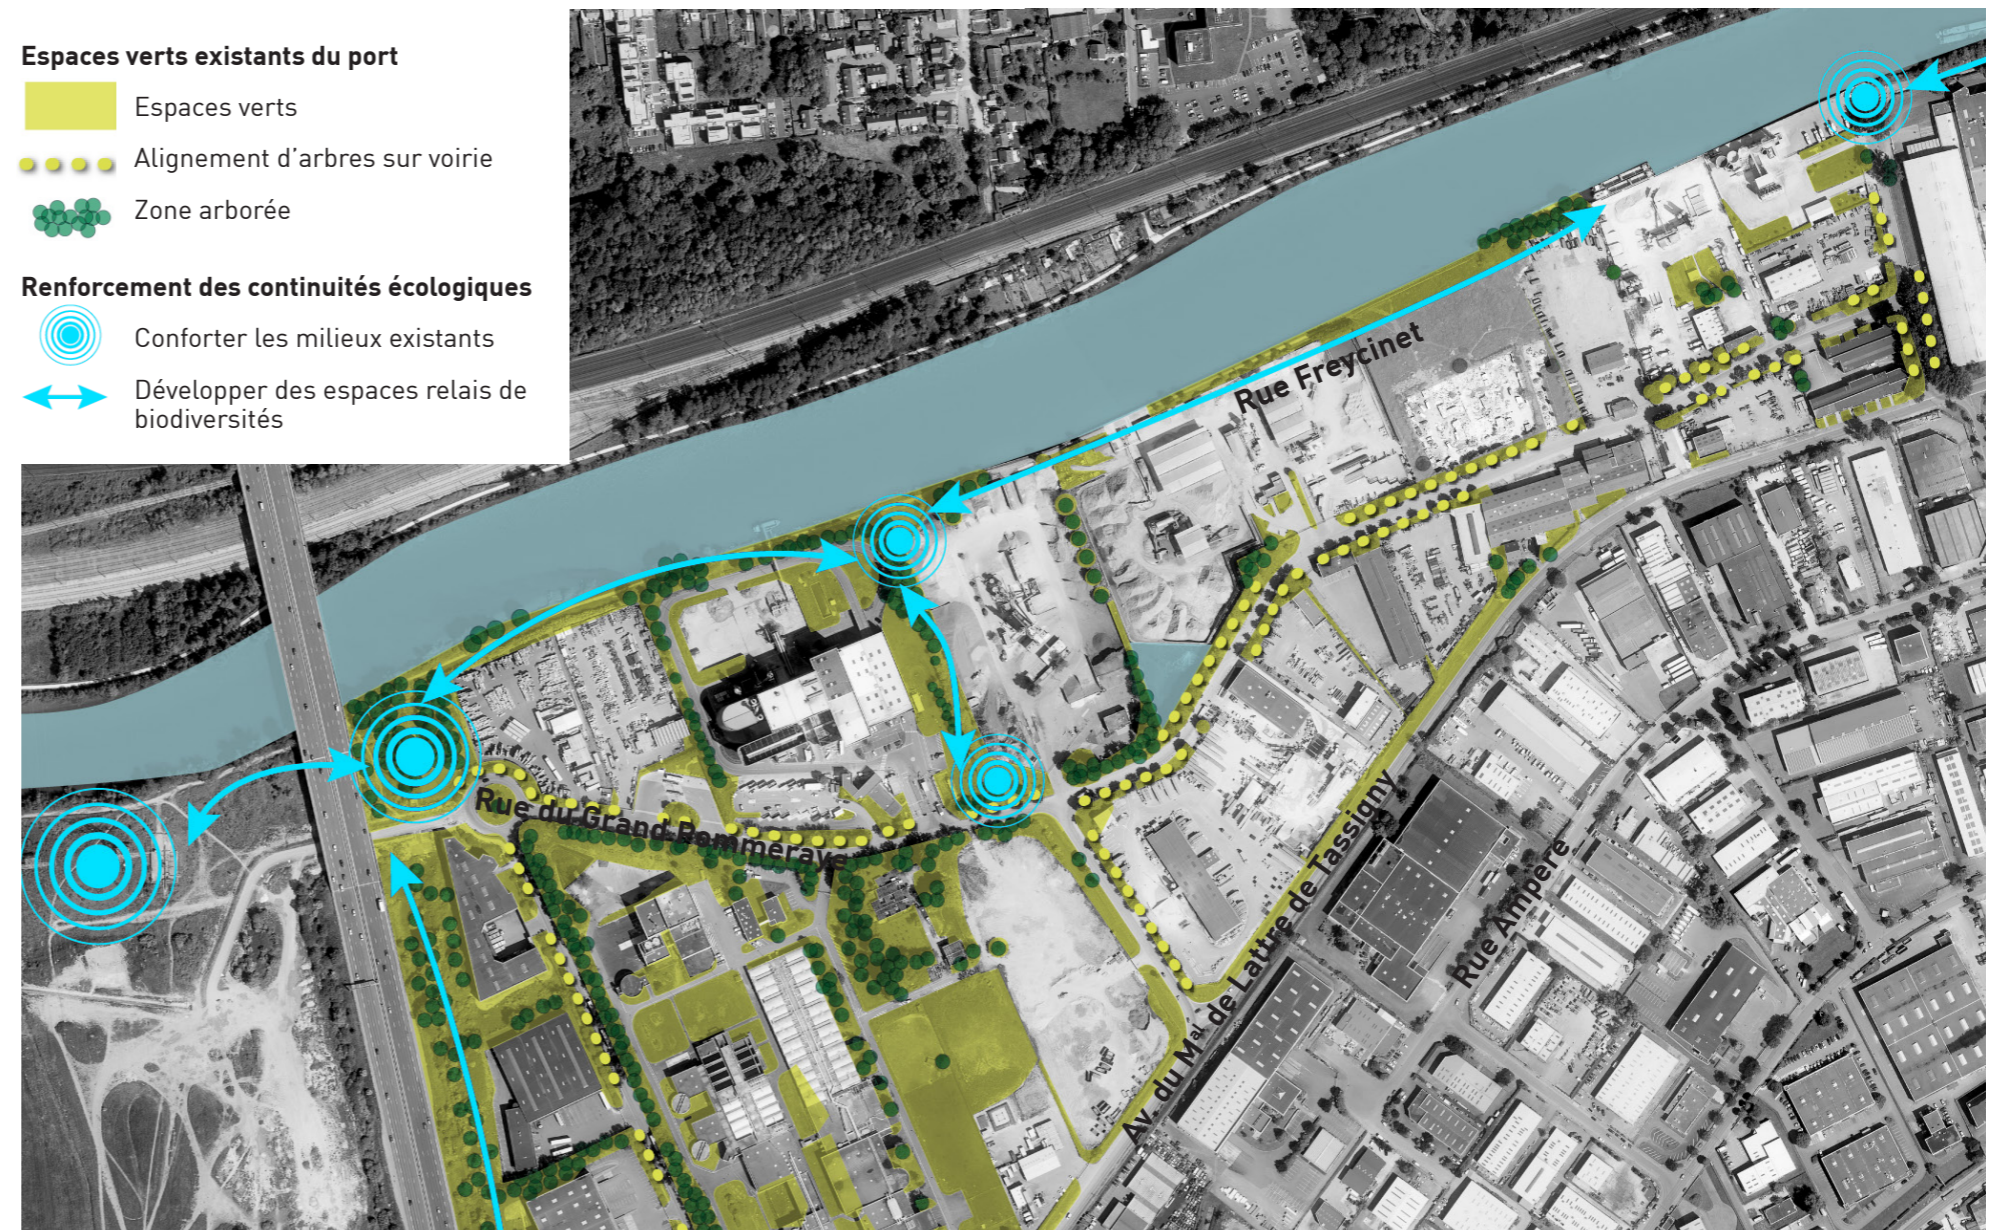 Espaces verts existants du port
Espaces verts
Alignement d'arbres sur voirie
Zone arborée
Renforcement des continuités écologiques
Conforter les milieux existants
Développer des espaces relais de
biodiversités
Rue Freycinet
Rue du Grand Pommeraye
Av. du Mal de Lattre de Tassigny
Rue Ampère